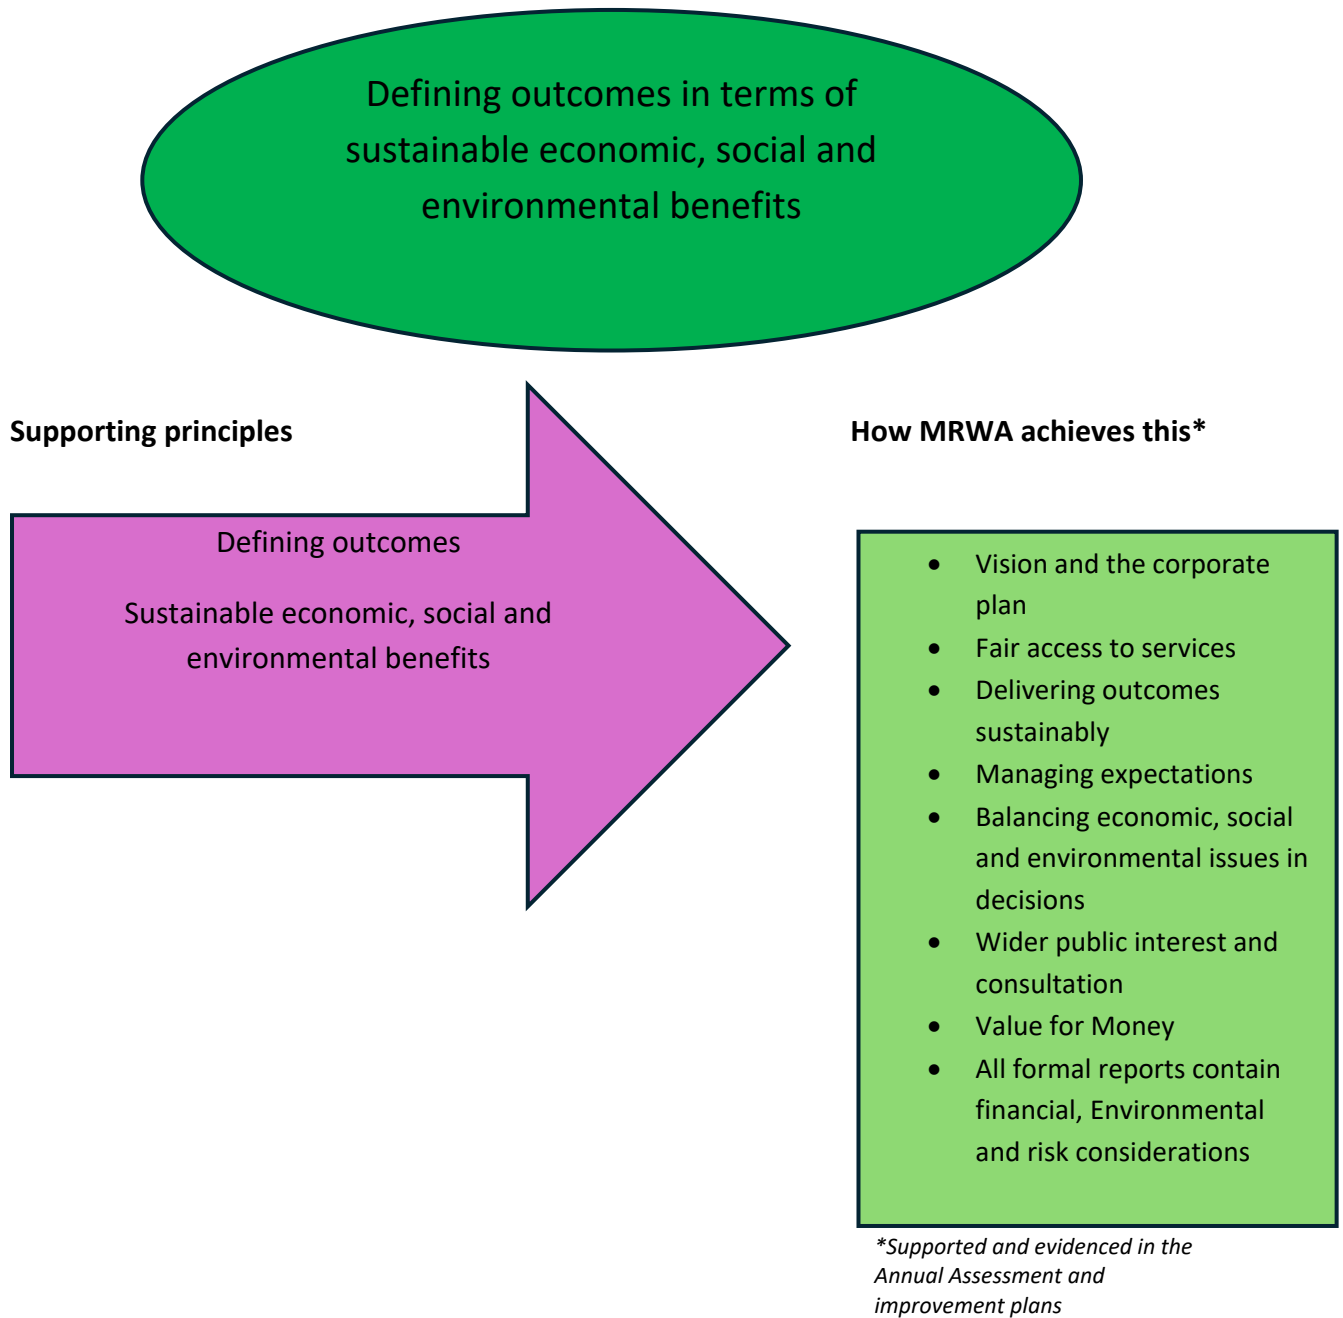 Defining outcomes in terms of
sustainable economic, social and
environmental benefits
Supporting principles
Defining outcomes
Sustainable economic, social and
environmental benefits
How MRWA achieves this*
• Vision and the corporate
plan
• Fair access to services
• Delivering outcomes
sustainably
• Managing expectations
• Balancing economic, social
and environmental issues in
decisions
• Wider public interest and
consultation
• Value for Money
• All formal reports contain
financial, Environmental
and risk considerations
*Supported and evidenced in the
Annual Assessment and
improvement plans